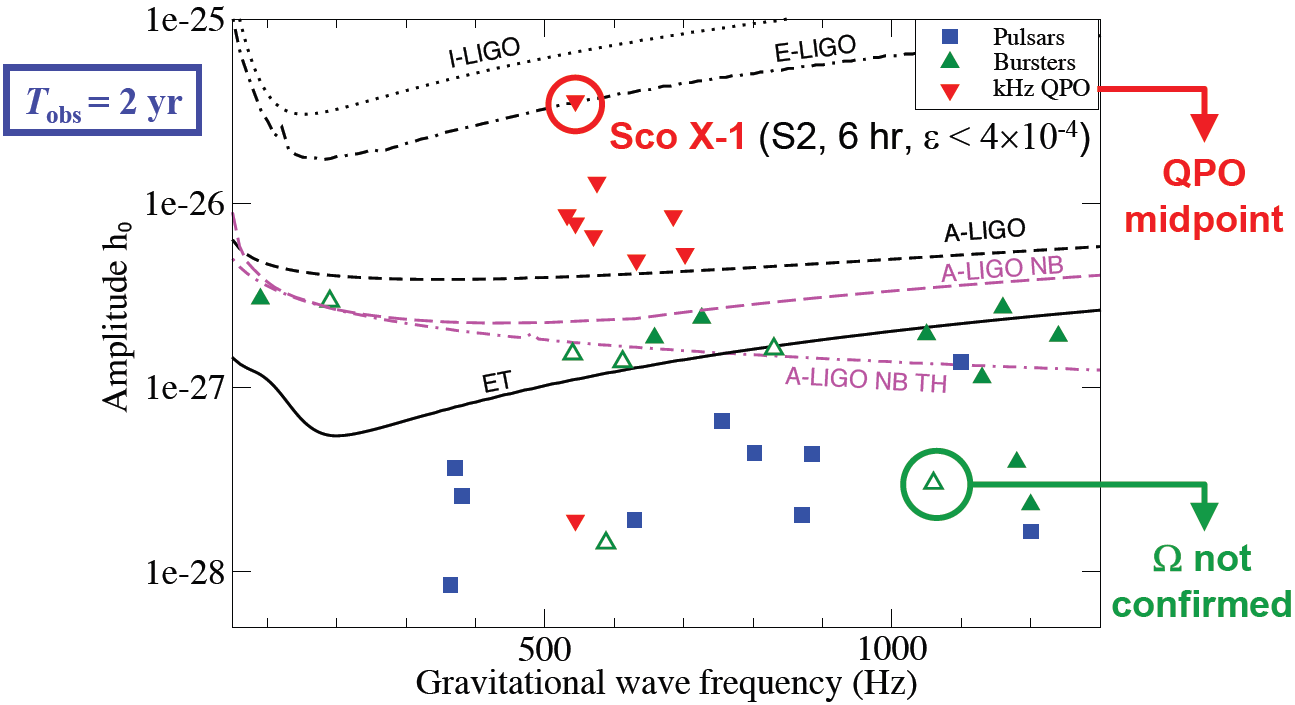 1e-25
I-LIGO
E-LIGO
Pulsars
Bursters
kHz QPO
T_obs = 2 yr
Sco X-1 (S2, 6 hr, ε < 4×10⁻⁴)
QPO
midpoint
1e-26
A-LIGO
A-LIGO NB
Amplitude h₀
1e-27
ET
A-LIGO NB TH
1e-28
Ω not
confirmed
500
1000
Gravitational wave frequency (Hz)